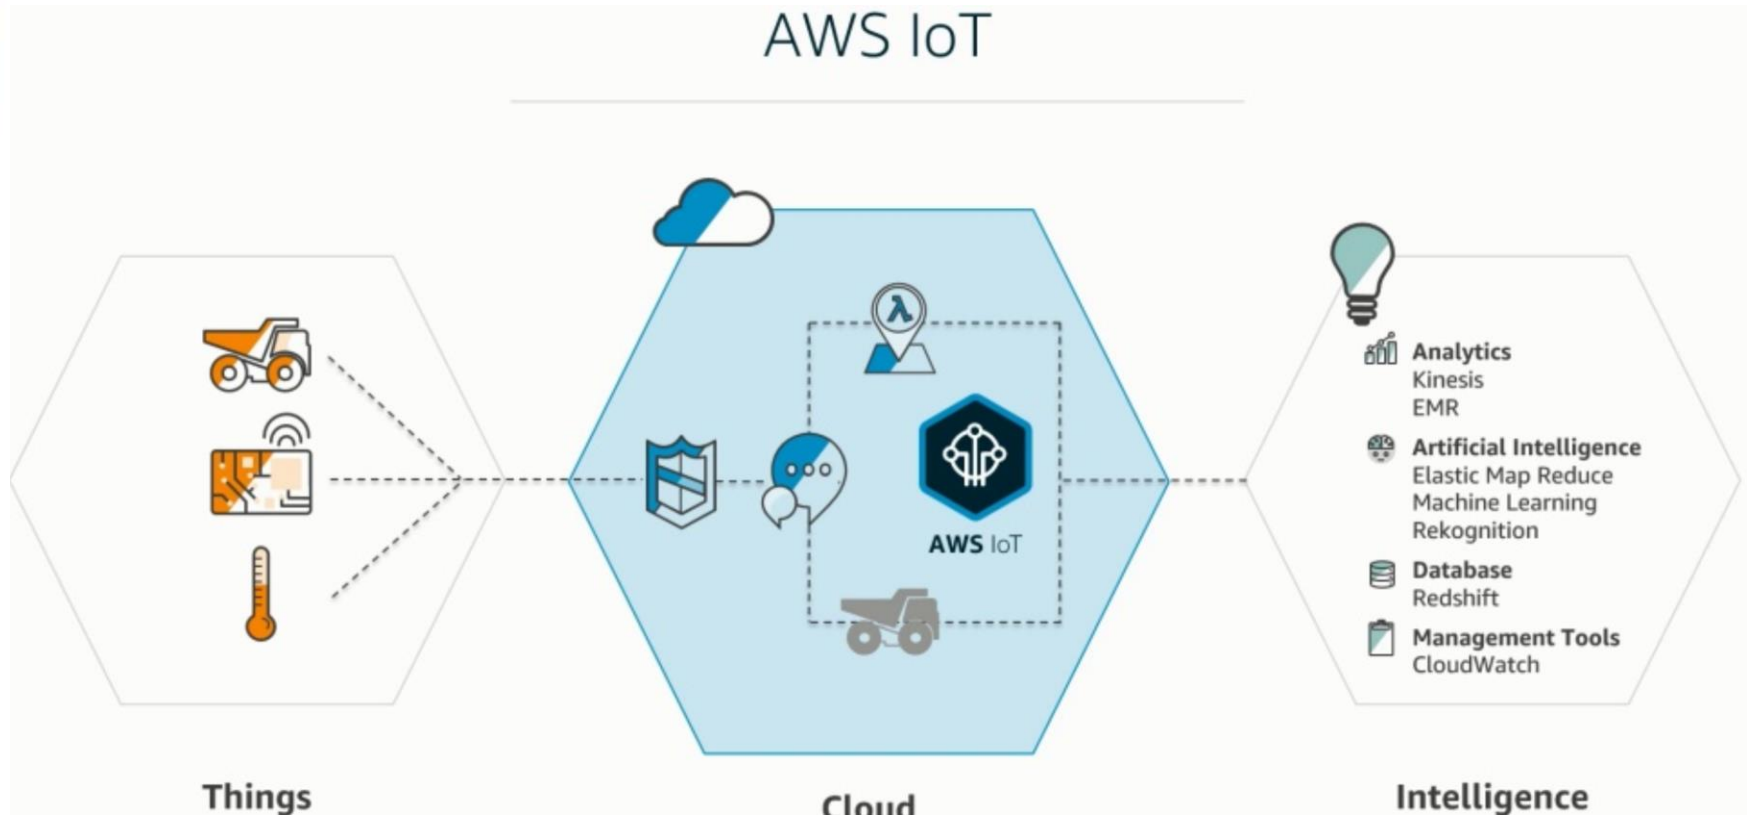 AWS IoT
λ
AWS IoT
Analytics
Kinesis
EMR
Artificial Intelligence
Elastic Map Reduce
Machine Learning
Rekognition
Database
Redshift
Management Tools
CloudWatch
Things
Cloud
Intelligence